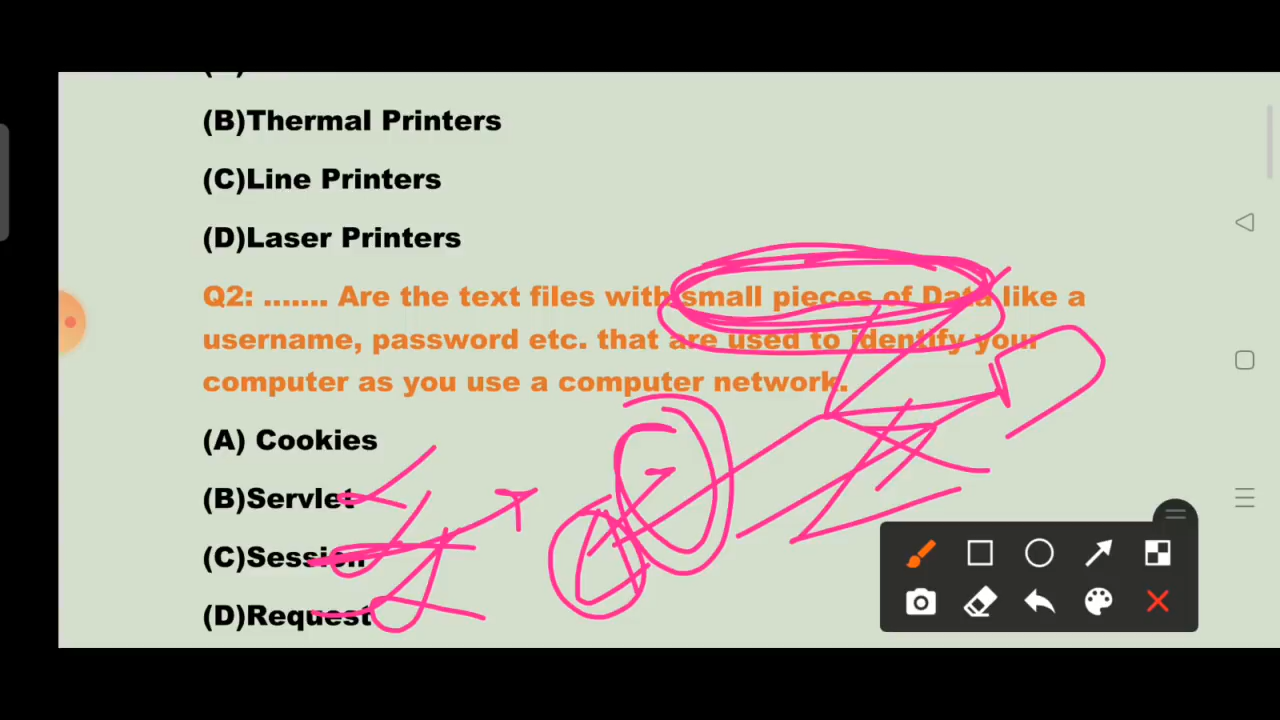 (B)Thermal Printers
(C)Line Printers
(D)Laser Printers
Q2: ....... Are the text files with small pieces of Data like a
username, password etc. that are used to identify your
computer as you use a computer network.
(A) Cookies
(B)Servlet
(C)Session
(D)Request